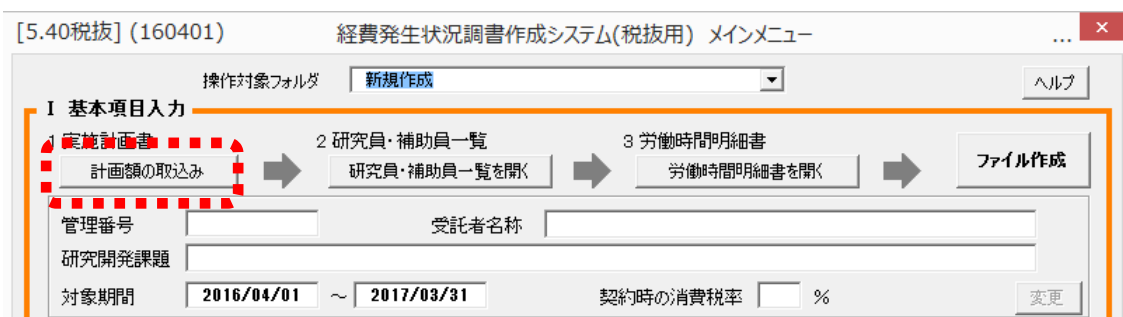 [5.40税抜] (160401) 経費発生状況調書作成システム(税抜用) メインメニュー ... ×
操作対象フォルダ 新規作成 ヘルプ
Ⅰ 基本項目入力
1 実施計画書 2 研究員・補助員一覧 3 労働時間明細書
計画額の取込み 研究員・補助員一覧を開く 労働時間明細書を開く ファイル作成
管理番号 受託者名称
研究開発課題
対象期間 2016/04/01 ～ 2017/03/31 契約時の消費税率 % 変更